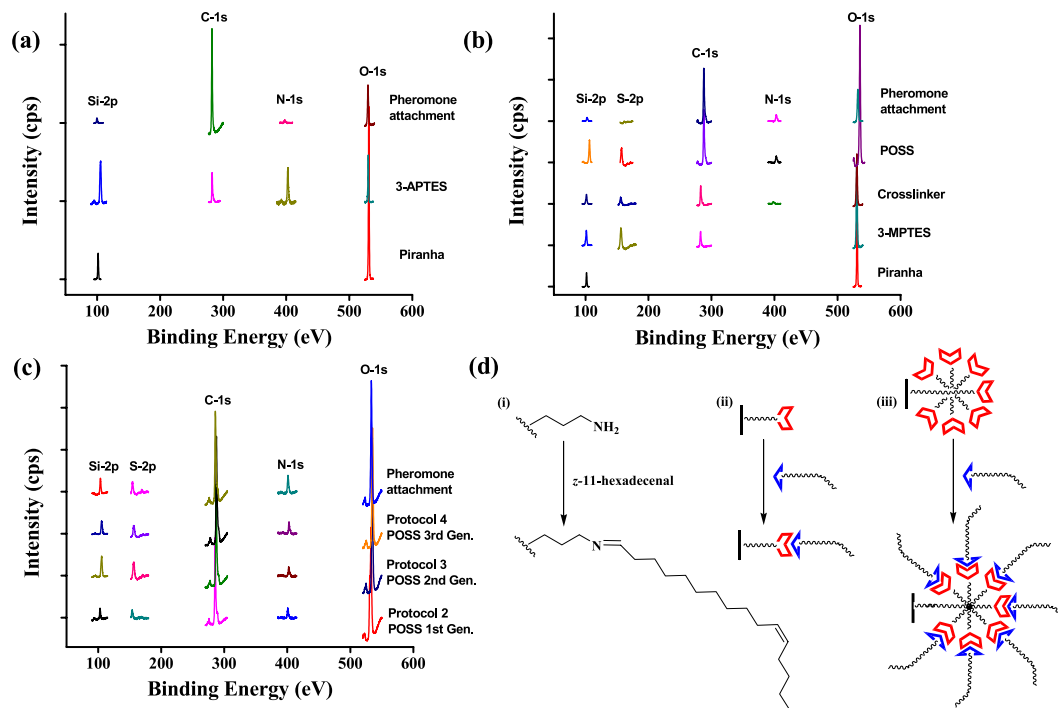 (a)
C-1s
Si-2p
N-1s
O-1s
Pheromone
attachment
3-APTES
Piranha
Intensity (cps)
100 200 300 400 500 600
Binding Energy (eV)
(b)
O-1s
C-1s
Si-2p S-2p
N-1s
Pheromone
attachment
POSS
Crosslinker
3-MPTES
Piranha
Intensity (cps)
100 200 300 400 500 600
Binding Energy (eV)
(c)
O-1s
C-1s
Si-2p S-2p
N-1s
Pheromone
attachment
Protocol 4
POSS 3rd Gen.
Protocol 3
POSS 2nd Gen.
Protocol 2
POSS 1st Gen.
Intensity (cps)
100 200 300 400 500 600
Binding Energy (eV)
(d)
(i)
NH2
z-11-hexadecenal
N
(ii)
(iii)